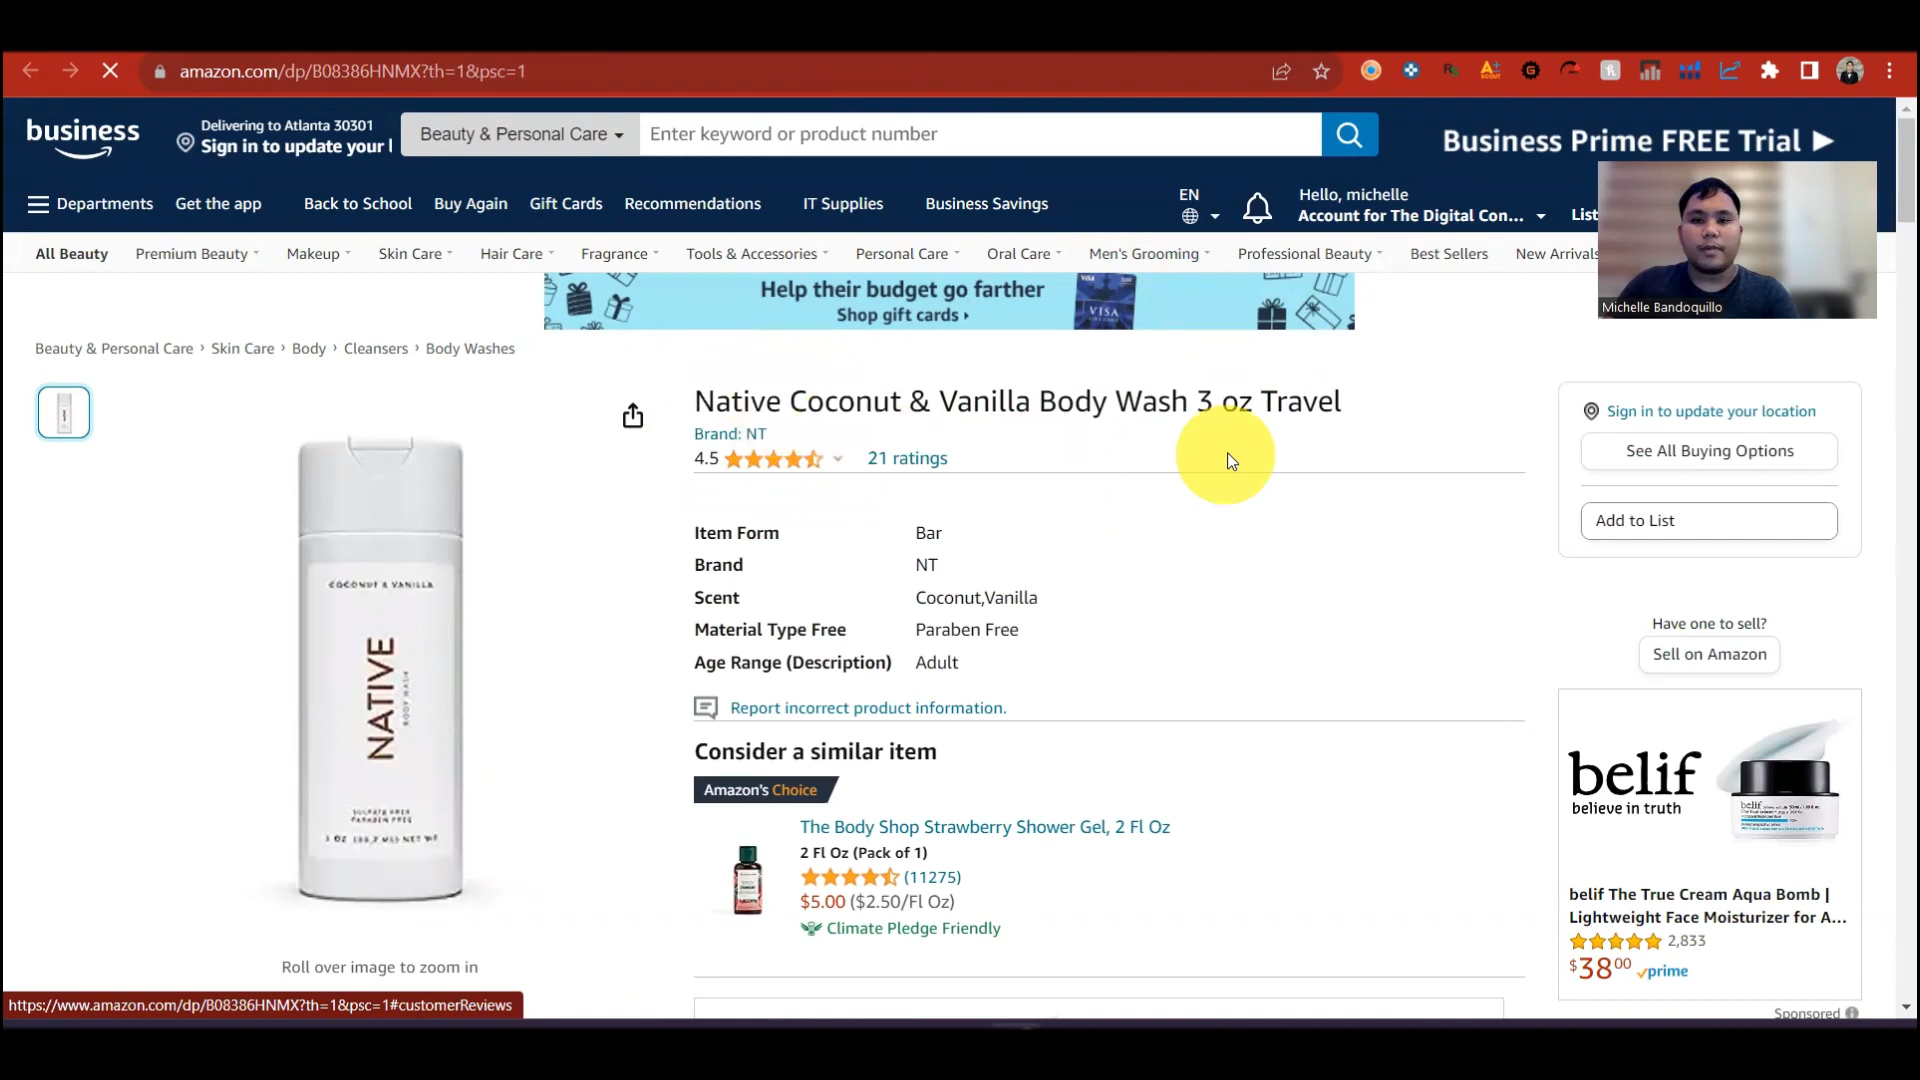 amazon.com/dp/B08386HNMX?th=1&psc=1
business
Delivering to Atlanta 30301
Sign in to update your l
Beauty & Personal Care
Enter keyword or product number
Business Prime FREE Trial ▶
Departments
Get the app
Back to School
Buy Again
Gift Cards
Recommendations
IT Supplies
Business Savings
EN
Hello, michelle
Account for The Digital Con...
List
All Beauty
Premium Beauty
Makeup
Skin Care
Hair Care
Fragrance
Tools & Accessories
Personal Care
Oral Care
Men's Grooming
Professional Beauty
Best Sellers
New Arrivals
Michelle Bandoquillo
Help their budget go farther
Shop gift cards ›
VISA
Beauty & Personal Care › Skin Care › Body › Cleansers › Body Washes
Native Coconut & Vanilla Body Wash 3 oz Travel
Brand: NT
4.5
21 ratings
Item Form Bar
Brand NT
Scent Coconut,Vanilla
Material Type Free Paraben Free
Age Range (Description) Adult
Report incorrect product information.
Consider a similar item
Amazon's Choice
The Body Shop Strawberry Shower Gel, 2 Fl Oz
2 Fl Oz (Pack of 1)
(11275)
$5.00 ($2.50/Fl Oz)
Climate Pledge Friendly
COCONUT & VANILLA
NATIVE
BODY WASH
SULFATE FREE
PARABEN FREE
Roll over image to zoom in
https://www.amazon.com/dp/B08386HNMX?th=1&psc=1#customerReviews
Sign in to update your location
See All Buying Options
Add to List
Have one to sell?
Sell on Amazon
belif
believe in truth
belif
belif The True Cream Aqua Bomb |
Lightweight Face Moisturizer for A...
2,833
$3800 prime
Sponsored